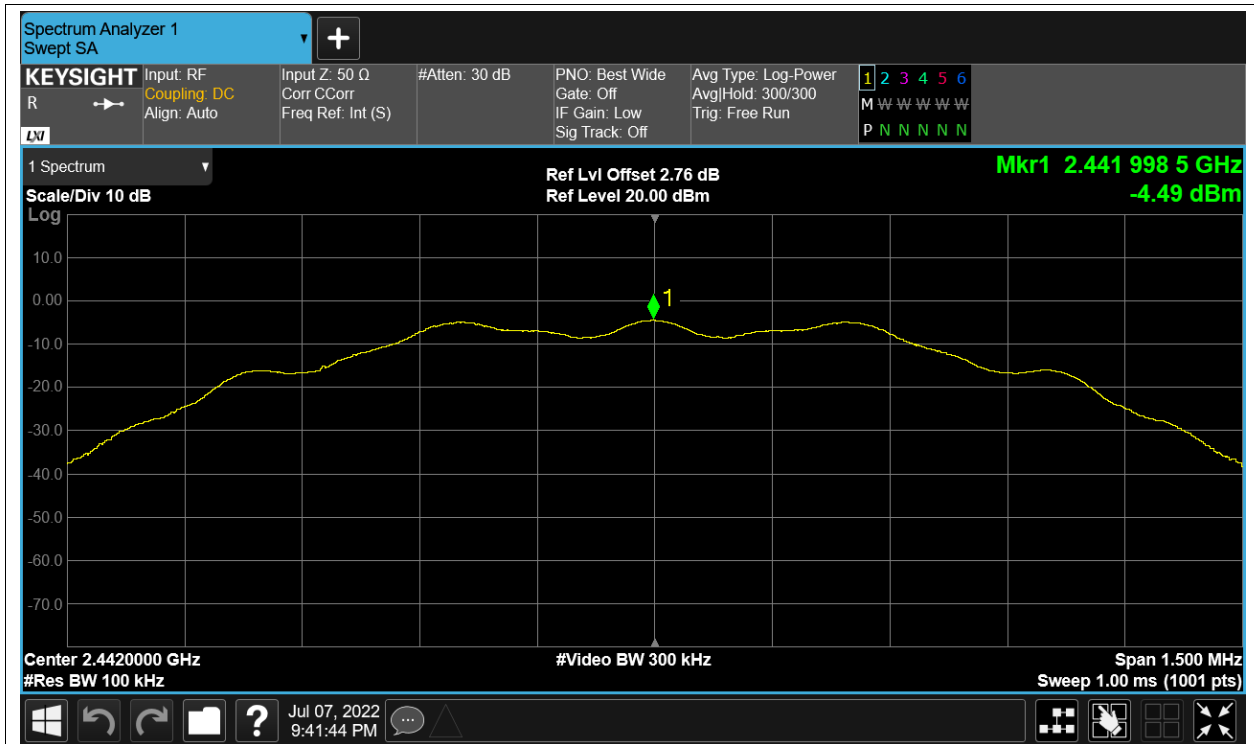 Spectrum Analyzer 1
Swept SA
KEYSIGHT
R
LXI
Input: RF
Coupling: DC
Align: Auto
Input Z: 50 Ω
Corr CCorr
Freq Ref: Int (S)
#Atten: 30 dB
PNO: Best Wide
Gate: Off
IF Gain: Low
Sig Track: Off
Avg Type: Log-Power
Avg|Hold: 300/300
Trig: Free Run
1 2 3 4 5 6
M W W W W W
P N N N N N
1 Spectrum
Scale/Div 10 dB
Log
Ref Lvl Offset 2.76 dB
Ref Level 20.00 dBm
Mkr1 2.441 998 5 GHz
-4.49 dBm
10.0
0.00
1
-10.0
-20.0
-30.0
-40.0
-50.0
-60.0
-70.0
Center 2.4420000 GHz
#Video BW 300 kHz
Span 1.500 MHz
#Res BW 100 kHz
Sweep 1.00 ms (1001 pts)
?
Jul 07, 2022
9:41:44 PM